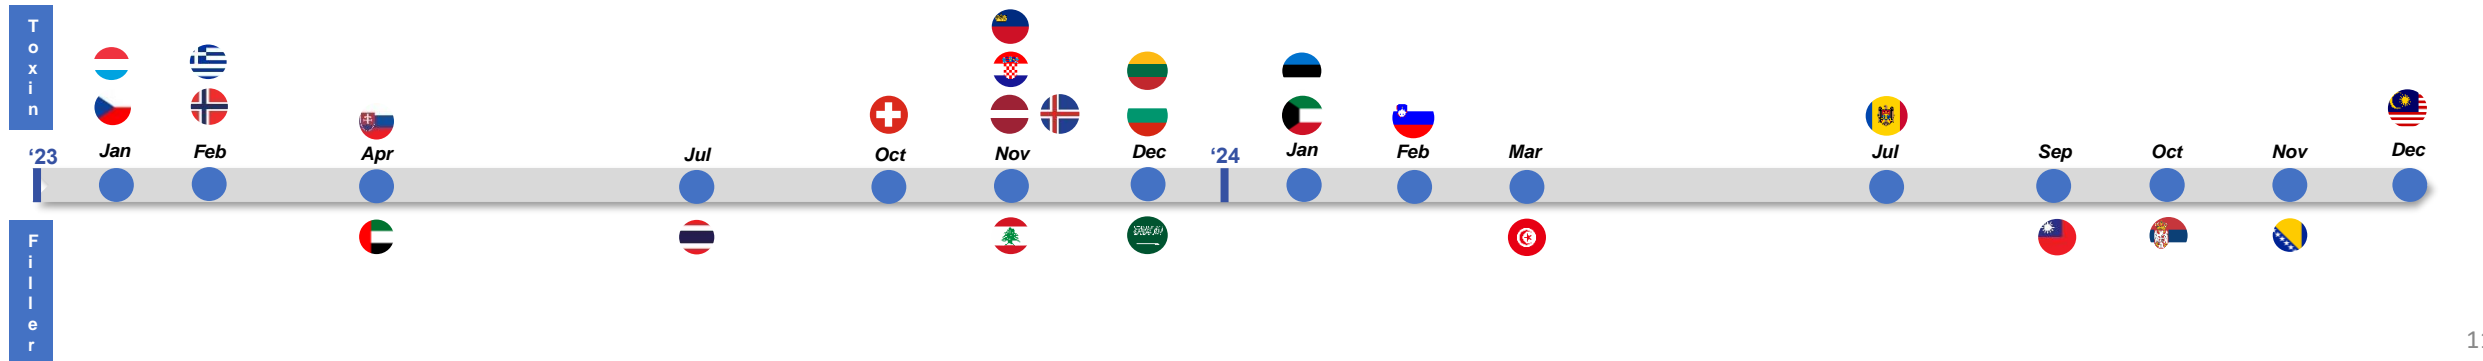 Toxin
‘23
Jan
Feb
Apr
Jul
Oct
Nov
Dec
‘24
Jan
Feb
Mar
Jul
Sep
Oct
Nov
Dec
Filler